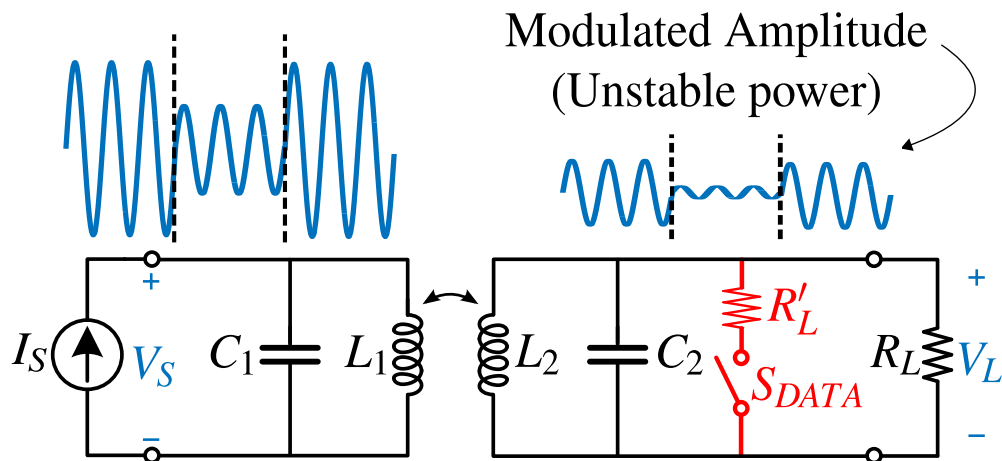 Modulated Amplitude
(Unstable power)
+ +
I_S V_S C_1 L_1 L_2 C_2 R'_L S_DATA R_L V_L
− −